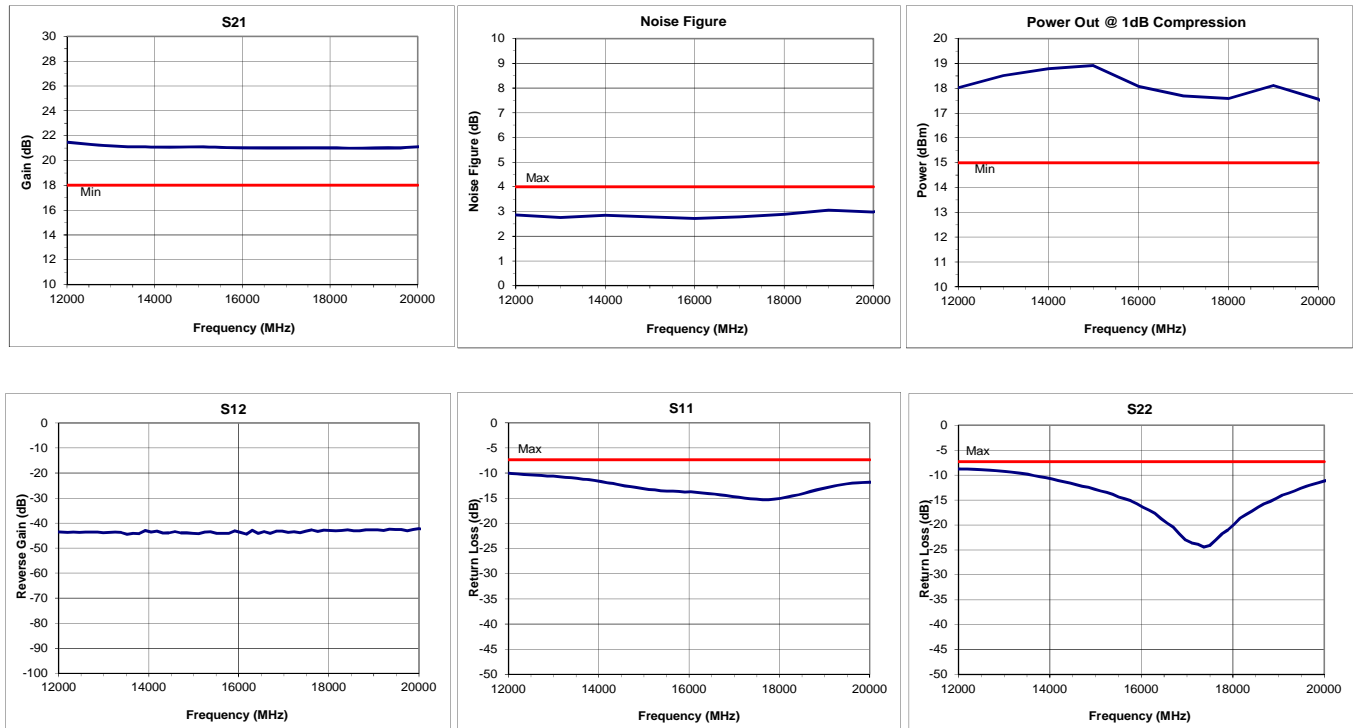 S21
30
28
26
24
22
20
18
16
14
12
10
Gain (dB)
Min
12000 14000 16000 18000 20000
Frequency (MHz)
Noise Figure
10
9
8
7
6
5
4
3
2
1
0
Noise Figure (dB)
Max
12000 14000 16000 18000 20000
Frequency (MHz)
Power Out @ 1dB Compression
20
19
18
17
16
15
14
13
12
11
10
Power (dBm)
Min
12000 14000 16000 18000 20000
Frequency (MHz)
S12
0
-10
-20
-30
-40
-50
-60
-70
-80
-90
-100
Reverse Gain (dB)
12000 14000 16000 18000 20000
Frequency (MHz)
S11
0
-5
-10
-15
-20
-25
-30
-35
-40
-45
-50
Return Loss (dB)
Max
12000 14000 16000 18000 20000
Frequency (MHz)
S22
0
-5
-10
-15
-20
-25
-30
-35
-40
-45
-50
Return Loss (dB)
Max
12000 14000 16000 18000 20000
Frequency (MHz)